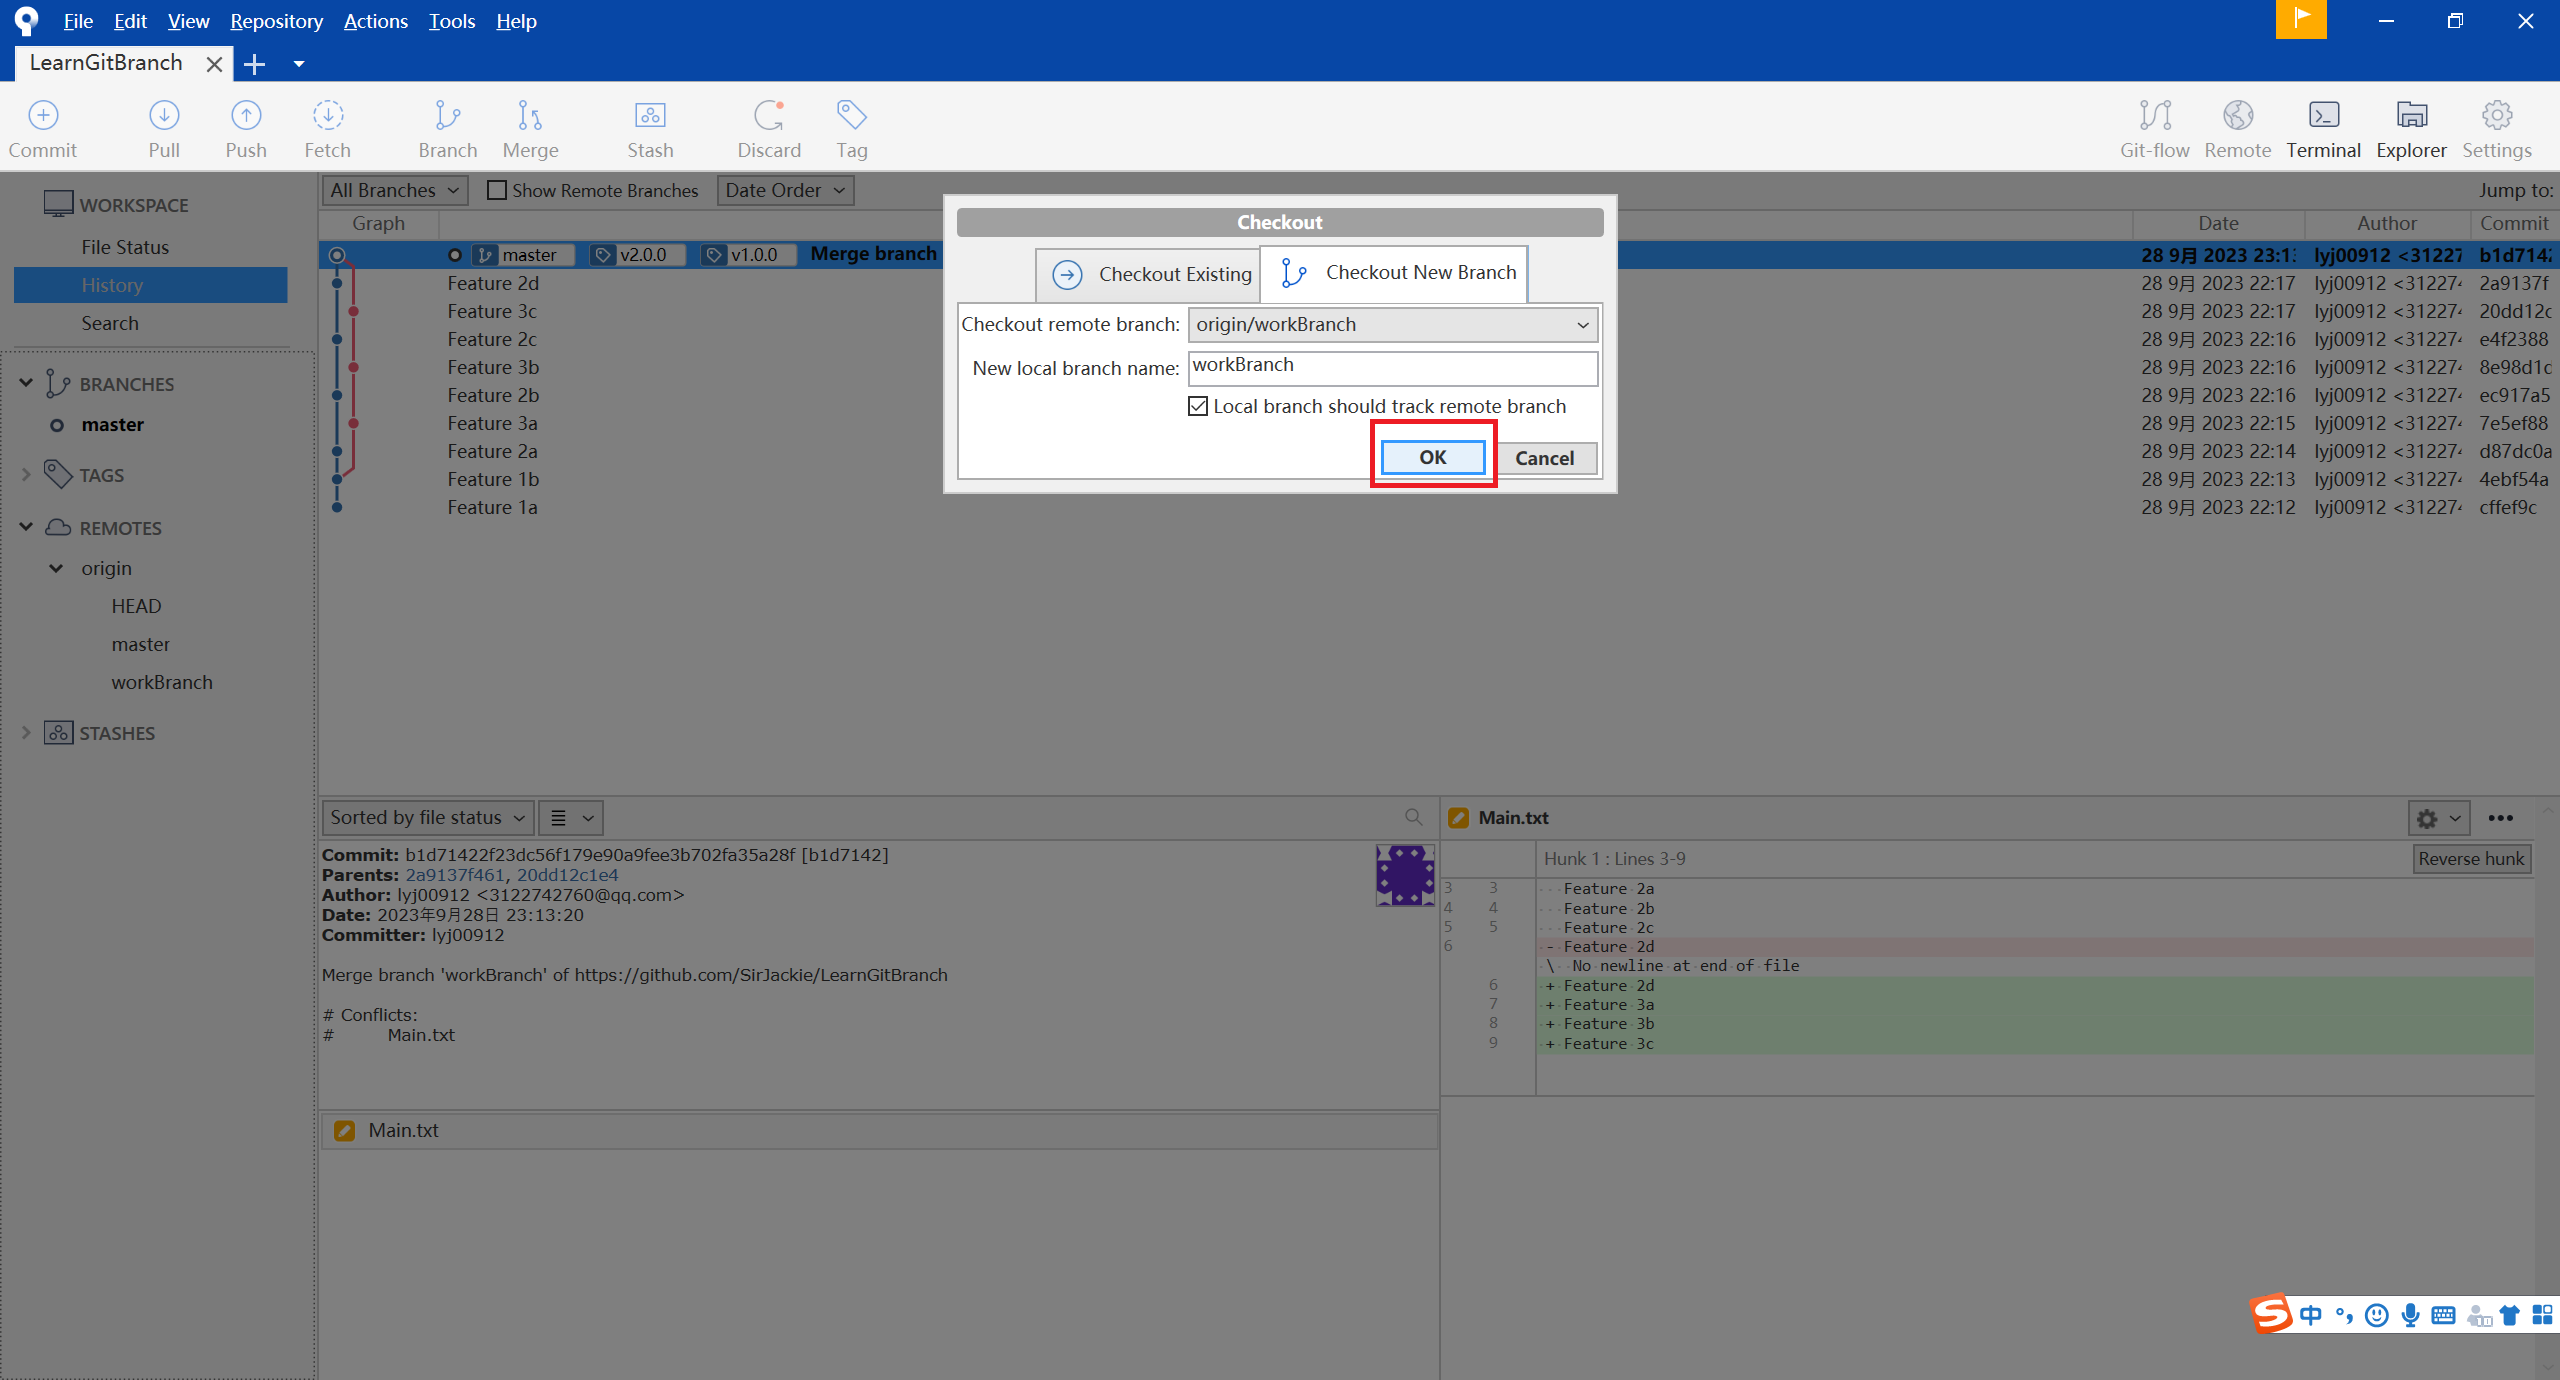 File Edit View Repository Actions Tools Help
LearnGitBranch
Commit Pull Push Fetch Branch Merge Stash Discard Tag Git-flow Remote Terminal Explorer Settings
WORKSPACE
File Status
History
Search
BRANCHES
master
TAGS
REMOTES
origin
HEAD
master
workBranch
STASHES
All Branches Show Remote Branches Date Order Jump to:
Graph Date Author Commit
master v2.0.0 v1.0.0 Merge branch 28 9月 2023 23:1 lyj00912 <31227 b1d714
Feature 2d 28 9月 2023 22:17 lyj00912 <31227 2a9137f
Feature 3c 28 9月 2023 22:17 lyj00912 <31227 20dd12c
Feature 2c 28 9月 2023 22:16 lyj00912 <31227 e4f2388
Feature 3b 28 9月 2023 22:16 lyj00912 <31227 8e98d1c
Feature 2b 28 9月 2023 22:16 lyj00912 <31227 ec917a5
Feature 3a 28 9月 2023 22:15 lyj00912 <31227 7e5ef88
Feature 2a 28 9月 2023 22:14 lyj00912 <31227 d87dc0a
Feature 1b 28 9月 2023 22:13 lyj00912 <31227 4ebf54a
Feature 1a 28 9月 2023 22:12 lyj00912 <31227 cffef9c
Checkout
Checkout Existing Checkout New Branch
Checkout remote branch: origin/workBranch
New local branch name: workBranch
Local branch should track remote branch
OK Cancel
Sorted by file status
Commit: b1d71422f23dc56f179e90a9fee3b702fa35a28f [b1d7142]
Parents: 2a9137f461, 20dd12c1e4
Author: lyj00912 <3122742760@qq.com>
Date: 2023年9月28日 23:13:20
Committer: lyj00912
Merge branch 'workBranch' of https://github.com/SirJackie/LearnGitBranch
# Conflicts:
# Main.txt
Main.txt
Main.txt
Hunk 1 : Lines 3-9 Reverse hunk
3 3 Feature 2a
4 4 Feature 2b
5 5 Feature 2c
6 - Feature 2d
\ No newline at end of file
6 + Feature 2d
7 + Feature 3a
8 + Feature 3b
9 + Feature 3c
S 中